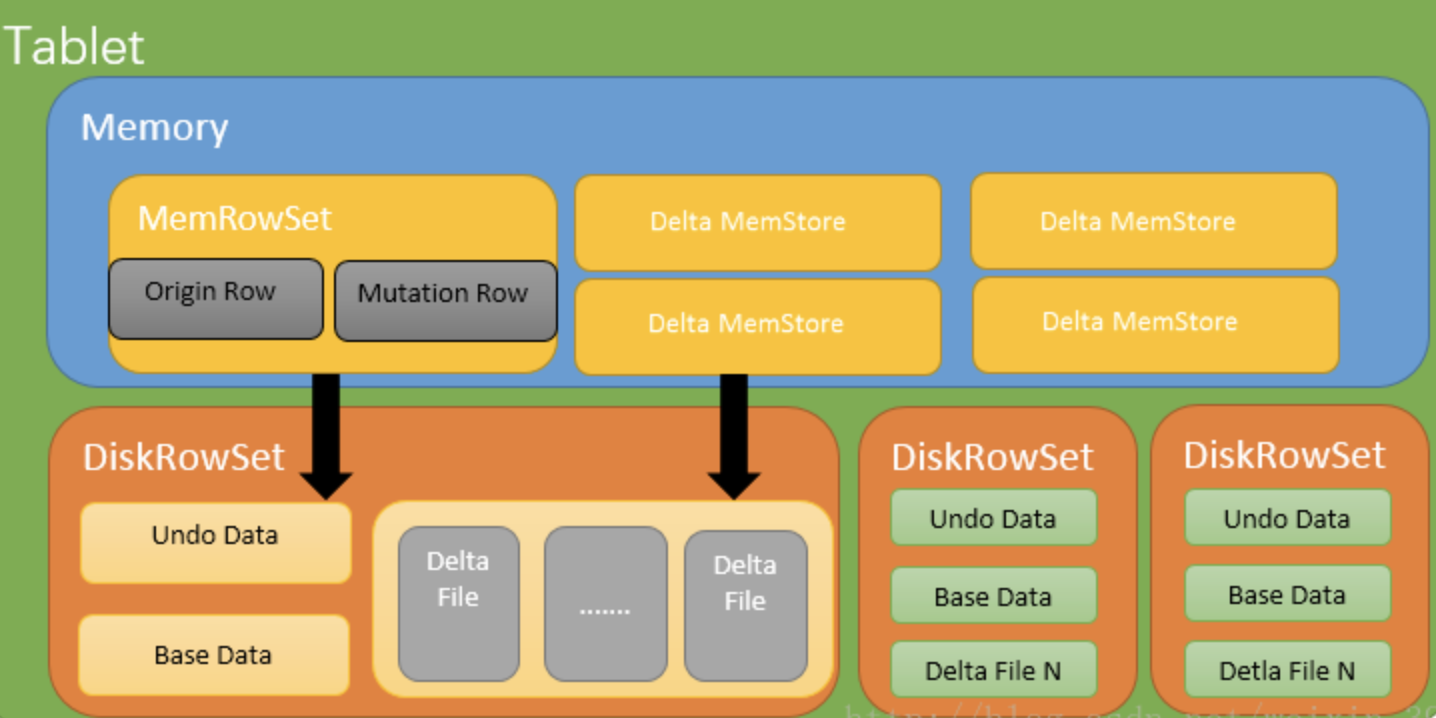 Tablet
Memory
MemRowSet
Origin Row
Mutation Row
Delta MemStore
Delta MemStore
Delta MemStore
Delta MemStore
DiskRowSet
Undo Data
Base Data
Delta
File
.......
Delta
File
DiskRowSet
Undo Data
Base Data
Delta File N
DiskRowSet
Undo Data
Base Data
Detla File N